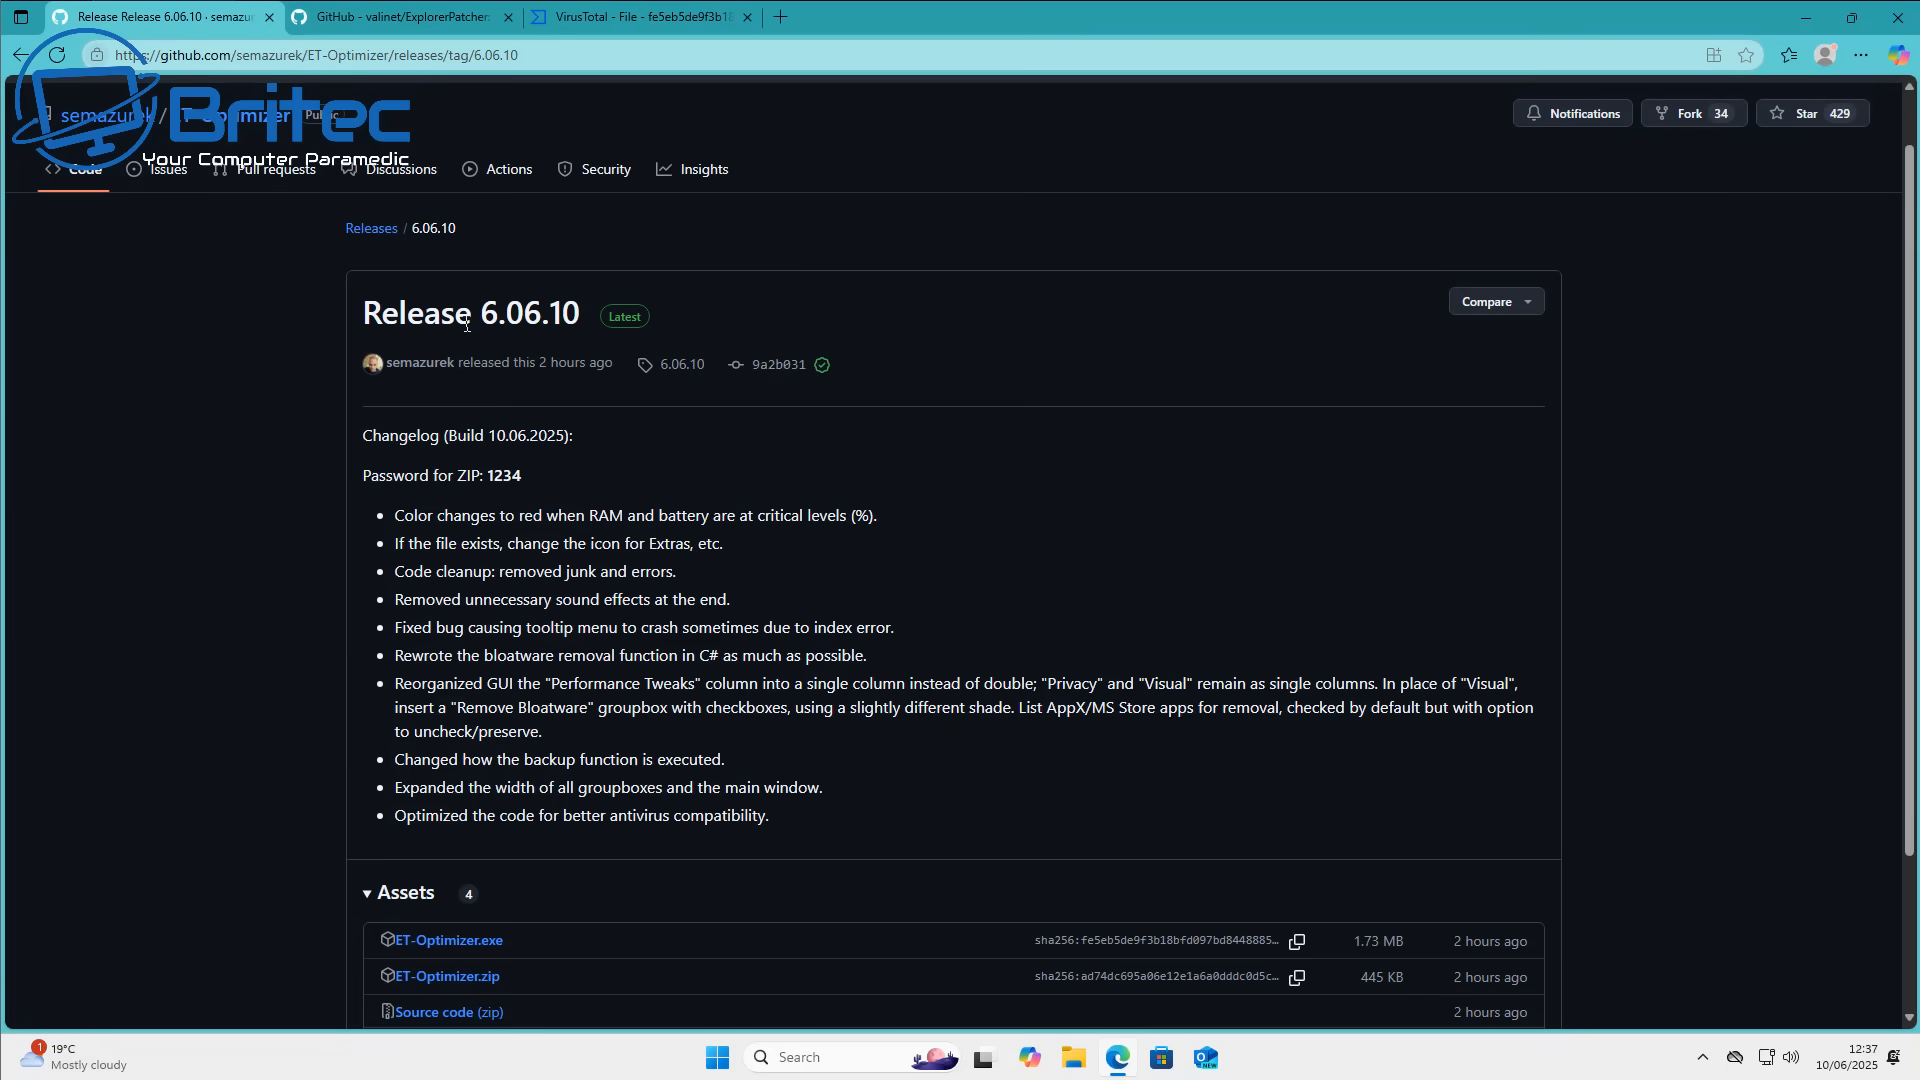 Release Release 6.06.10 · semazu
GitHub - valinet/ExplorerPatcher:
VirusTotal - File - fe5eb5de9f3b18
https://github.com/semazurek/ET-Optimizer/releases/tag/6.06.10
semazurek / ET-Optimizer Public
Britec
Your Computer Paramedic
Notifications
Fork 34
Star 429
Code
Issues
Pull requests
Discussions
Actions
Security
Insights
Releases / 6.06.10
Release 6.06.10 Latest
Compare
semazurek released this 2 hours ago 6.06.10 9a2b031
Changelog (Build 10.06.2025):
Password for ZIP: 1234
Color changes to red when RAM and battery are at critical levels (%).
If the file exists, change the icon for Extras, etc.
Code cleanup: removed junk and errors.
Removed unnecessary sound effects at the end.
Fixed bug causing tooltip menu to crash sometimes due to index error.
Rewrote the bloatware removal function in C# as much as possible.
Reorganized GUI the "Performance Tweaks" column into a single column instead of double; "Privacy" and "Visual" remain as single columns. In place of "Visual",
insert a "Remove Bloatware" groupbox with checkboxes, using a slightly different shade. List AppX/MS Store apps for removal, checked by default but with option
to uncheck/preserve.
Changed how the backup function is executed.
Expanded the width of all groupboxes and the main window.
Optimized the code for better antivirus compatibility.
Assets 4
ET-Optimizer.exe sha256:fe5eb5de9f3b18bfd097bd8448885… 1.73 MB 2 hours ago
ET-Optimizer.zip sha256:ad74dc695a06e12e1a6a0dddc0d5c… 445 KB 2 hours ago
Source code (zip) 2 hours ago
1
19°C
Mostly cloudy
Search
NEW
12:37
10/06/2025